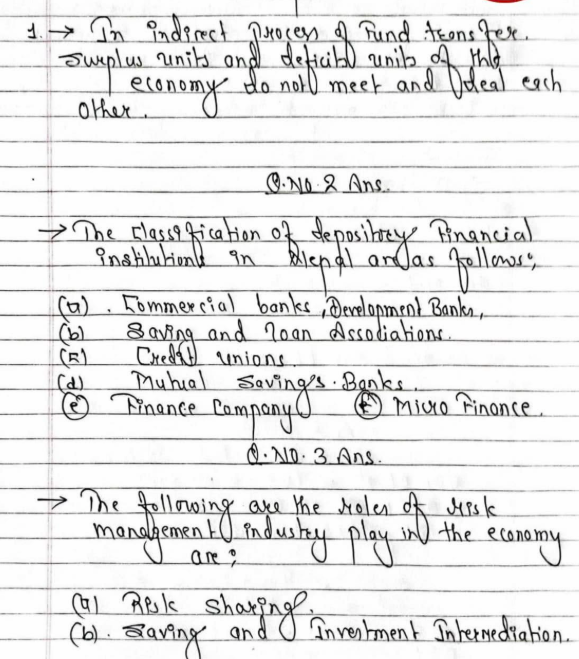 1. → In indirect process of Fund transfer.
surplus units and deficit units of the
economy do not meet and deal each
other.
Q.No. 2 Ans.
→ The classification of depository Financial
institutions in Nepal are as follows;
(a). Commercial banks, Development Banks,
(b) Saving and loan Associations.
(c) Credit unions
(d) Mutual Saving's Banks.
(e) Finance Company (f) Micro Finance.
Q.No. 3 Ans.
→ The following are the roles of risk
management industry play in the economy
are;
(a) Risk sharing.
(b). Saving and Investment Intermediation.